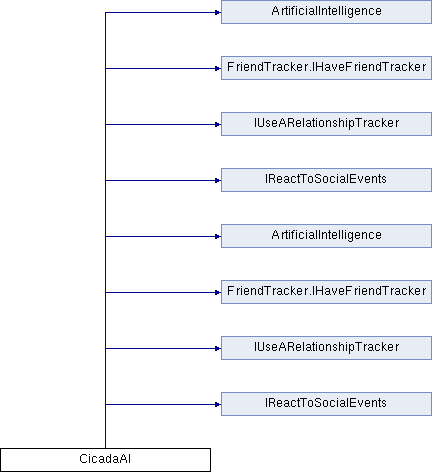 ArtificialIntelligence
FriendTracker.IHaveFriendTracker
IUseARelationshipTracker
IReactToSocialEvents
ArtificialIntelligence
FriendTracker.IHaveFriendTracker
IUseARelationshipTracker
IReactToSocialEvents
CicadaAI